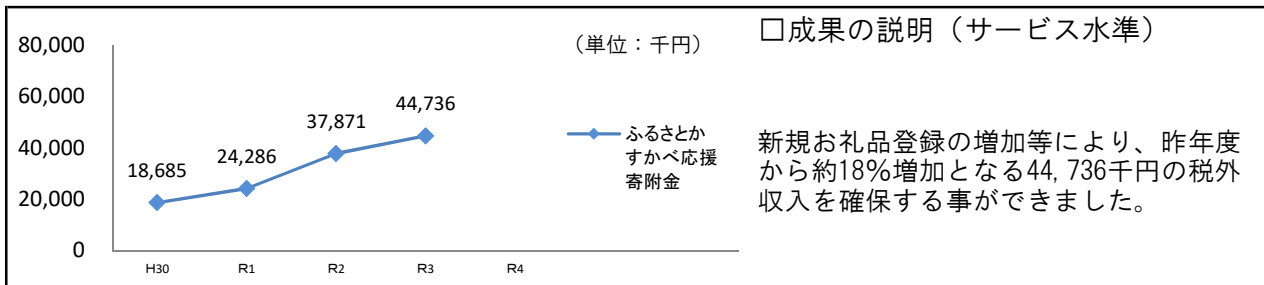 80,000
60,000
40,000
20,000
0
(単位:千円)
18,685
24,286
37,871
44,736
H30
R1
R2
R3
R4
ふるさとか
すかべ応援
寄附金
□成果の説明(サービス水準)
新規お礼品登録の増加等により、昨年度
から約18%増加となる44,736千円の税外
収入を確保する事ができました。